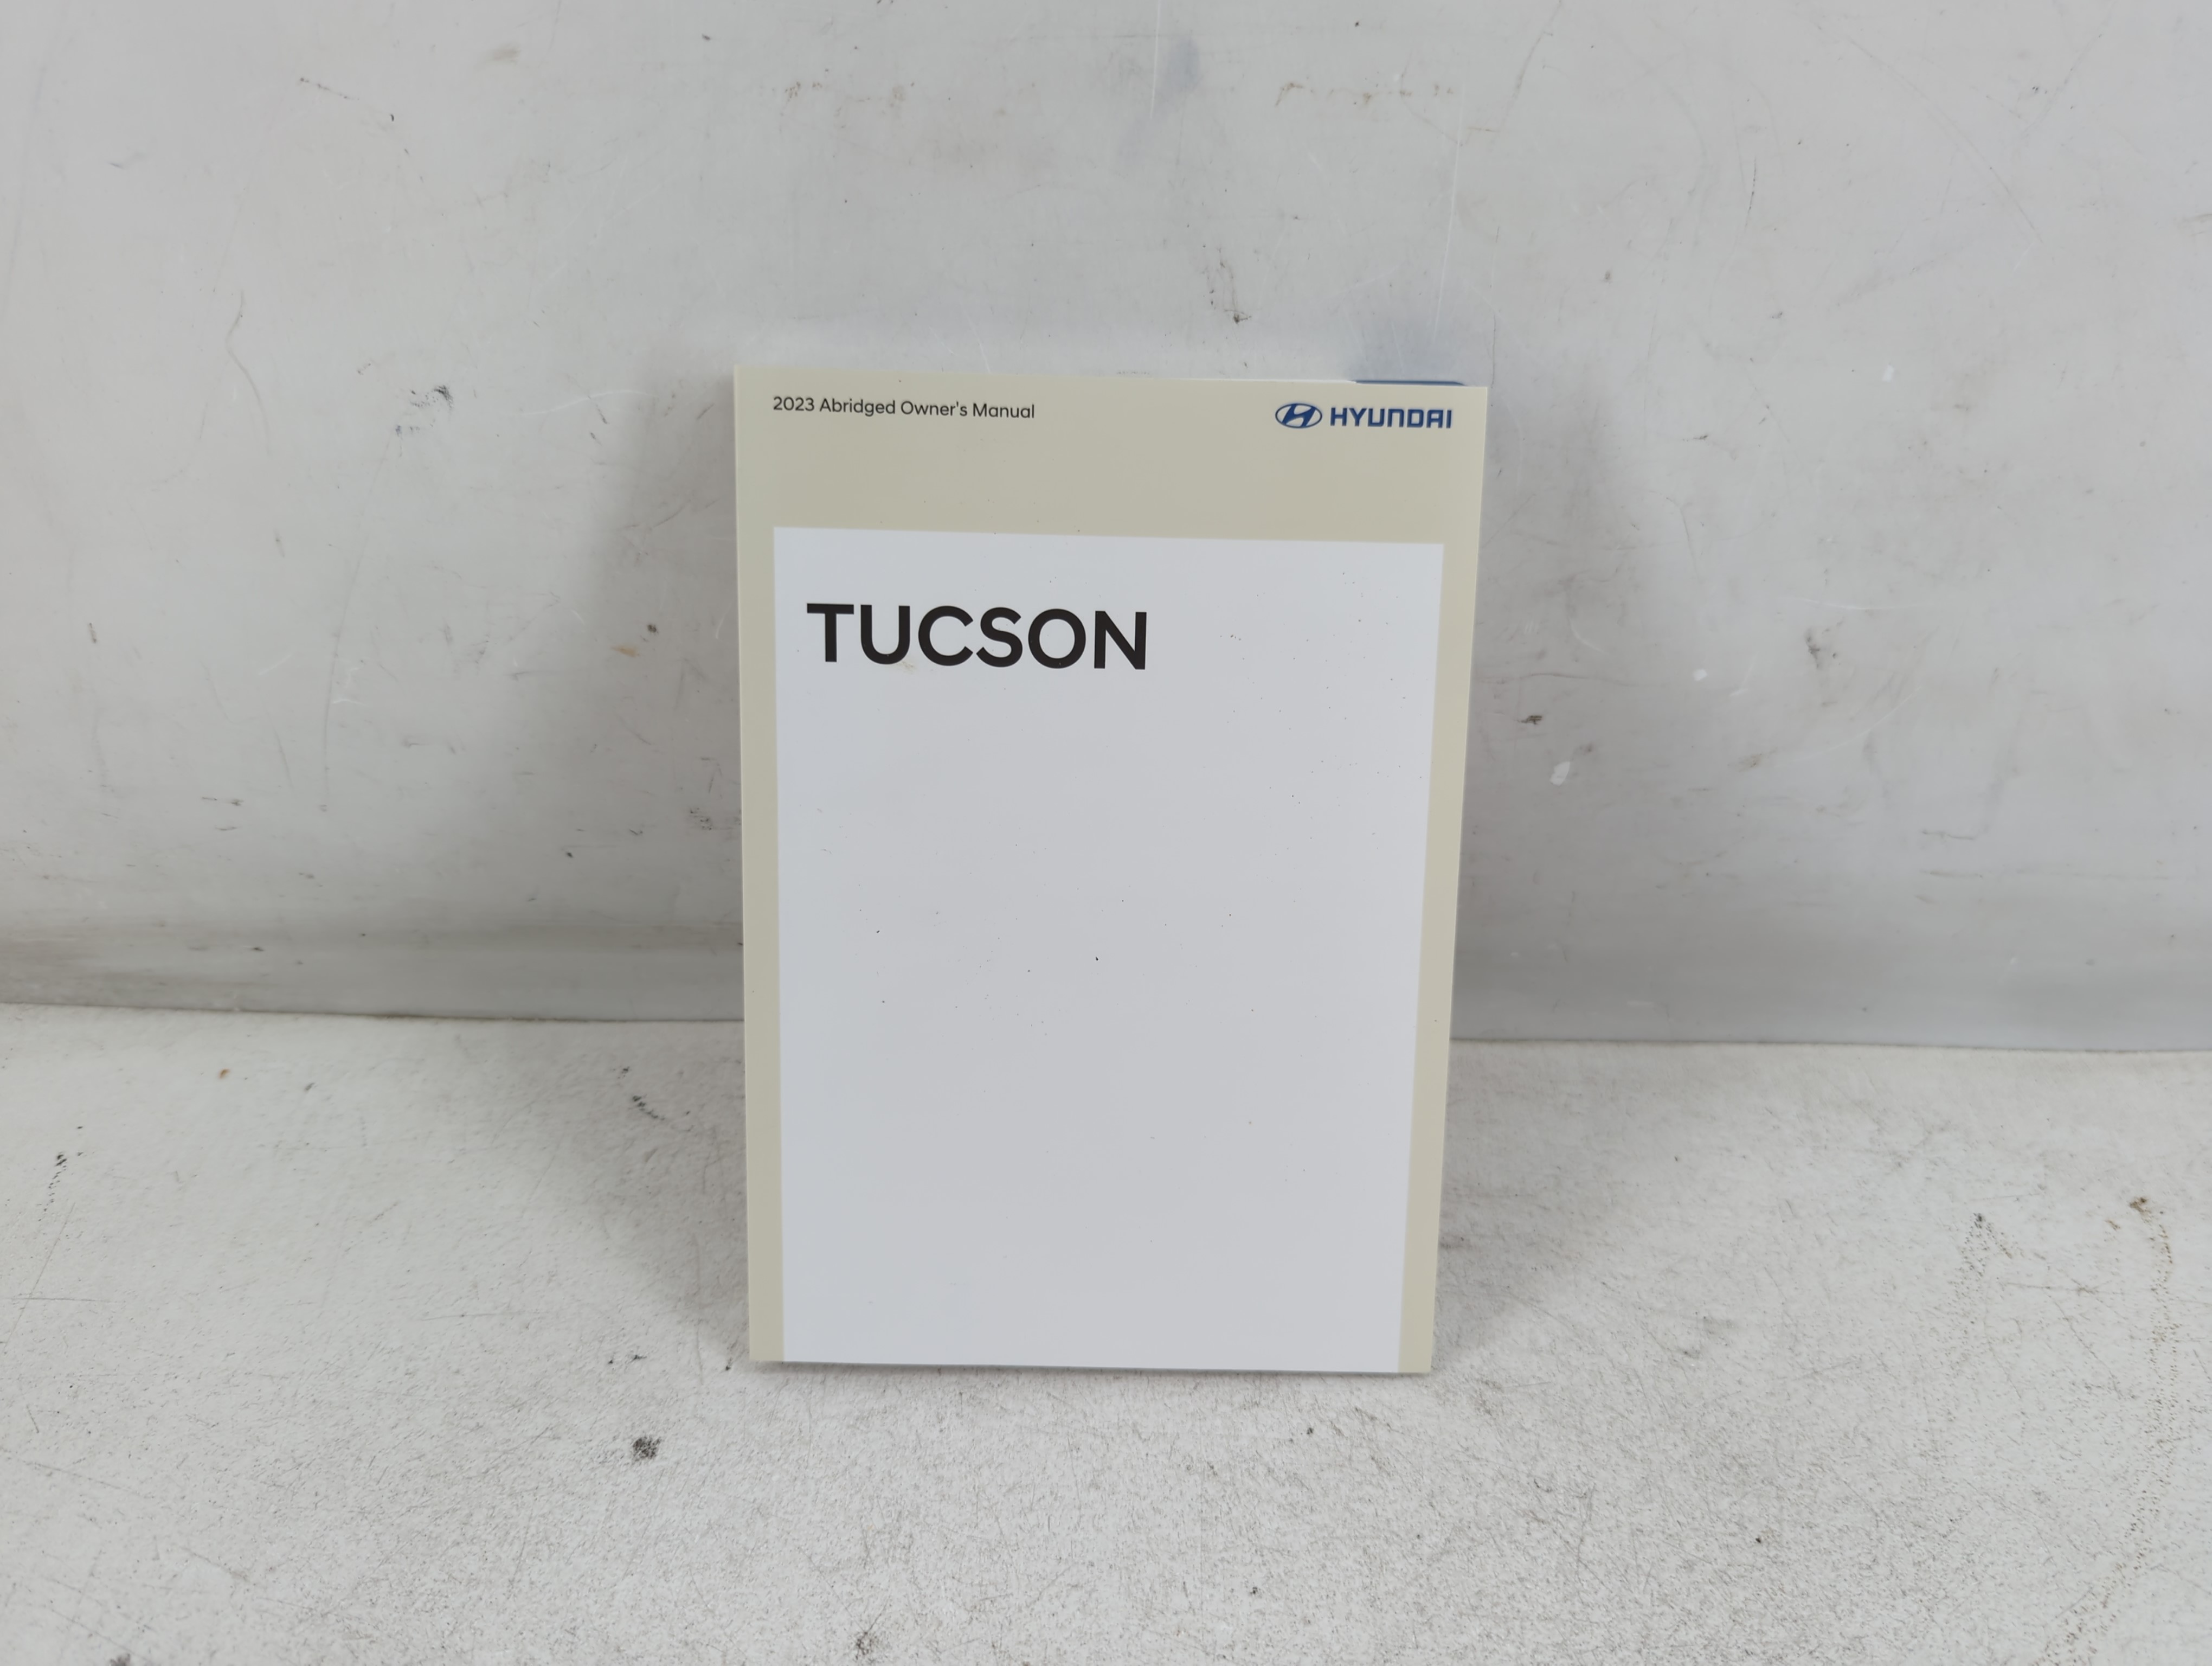 2023 Abridged Owner's Manual
HYUNDAI
TUCSON